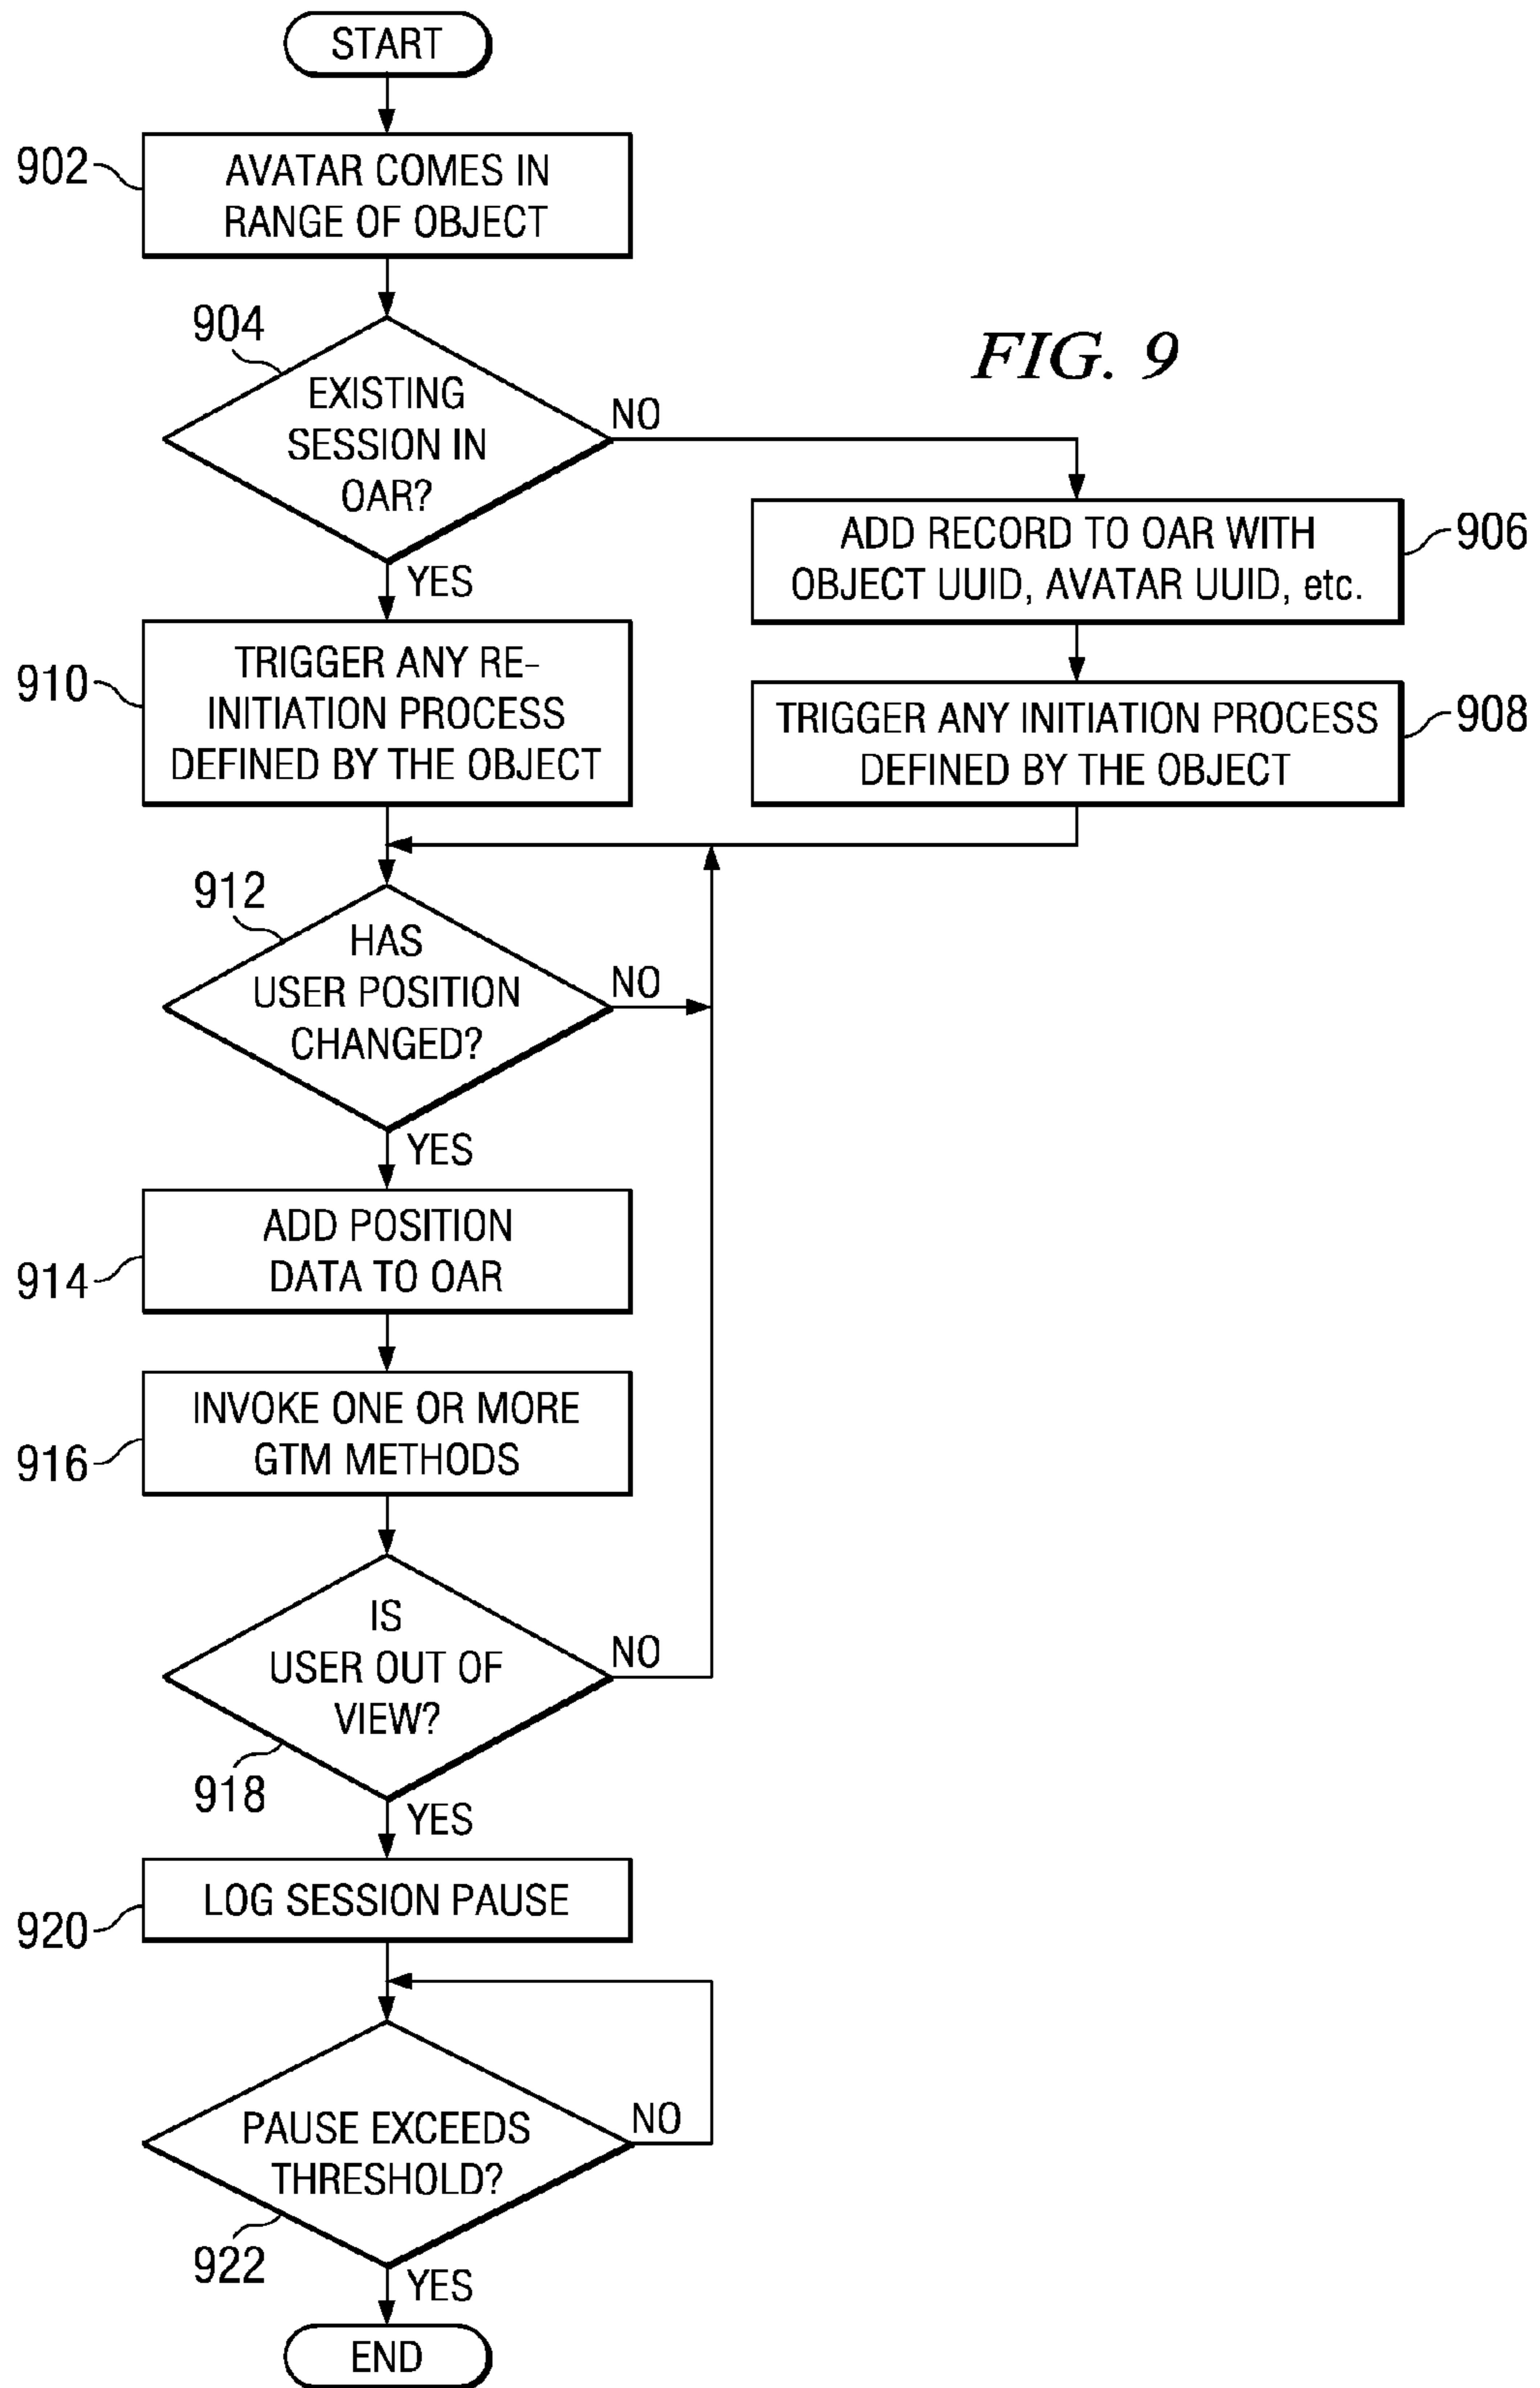 START
902
AVATAR COMES IN
RANGE OF OBJECT
904
FIG. 9
EXISTING
SESSION IN
OAR?
NO
YES
ADD RECORD TO OAR WITH
OBJECT UUID, AVATAR UUID, etc.
906
910
TRIGGER ANY RE-
INITIATION PROCESS
DEFINED BY THE OBJECT
TRIGGER ANY INITIATION PROCESS
DEFINED BY THE OBJECT
908
912
HAS
USER POSITION
CHANGED?
NO
YES
914
ADD POSITION
DATA TO OAR
916
INVOKE ONE OR MORE
GTM METHODS
IS
USER OUT OF
VIEW?
NO
918
YES
920
LOG SESSION PAUSE
PAUSE EXCEEDS
THRESHOLD?
NO
922
YES
END